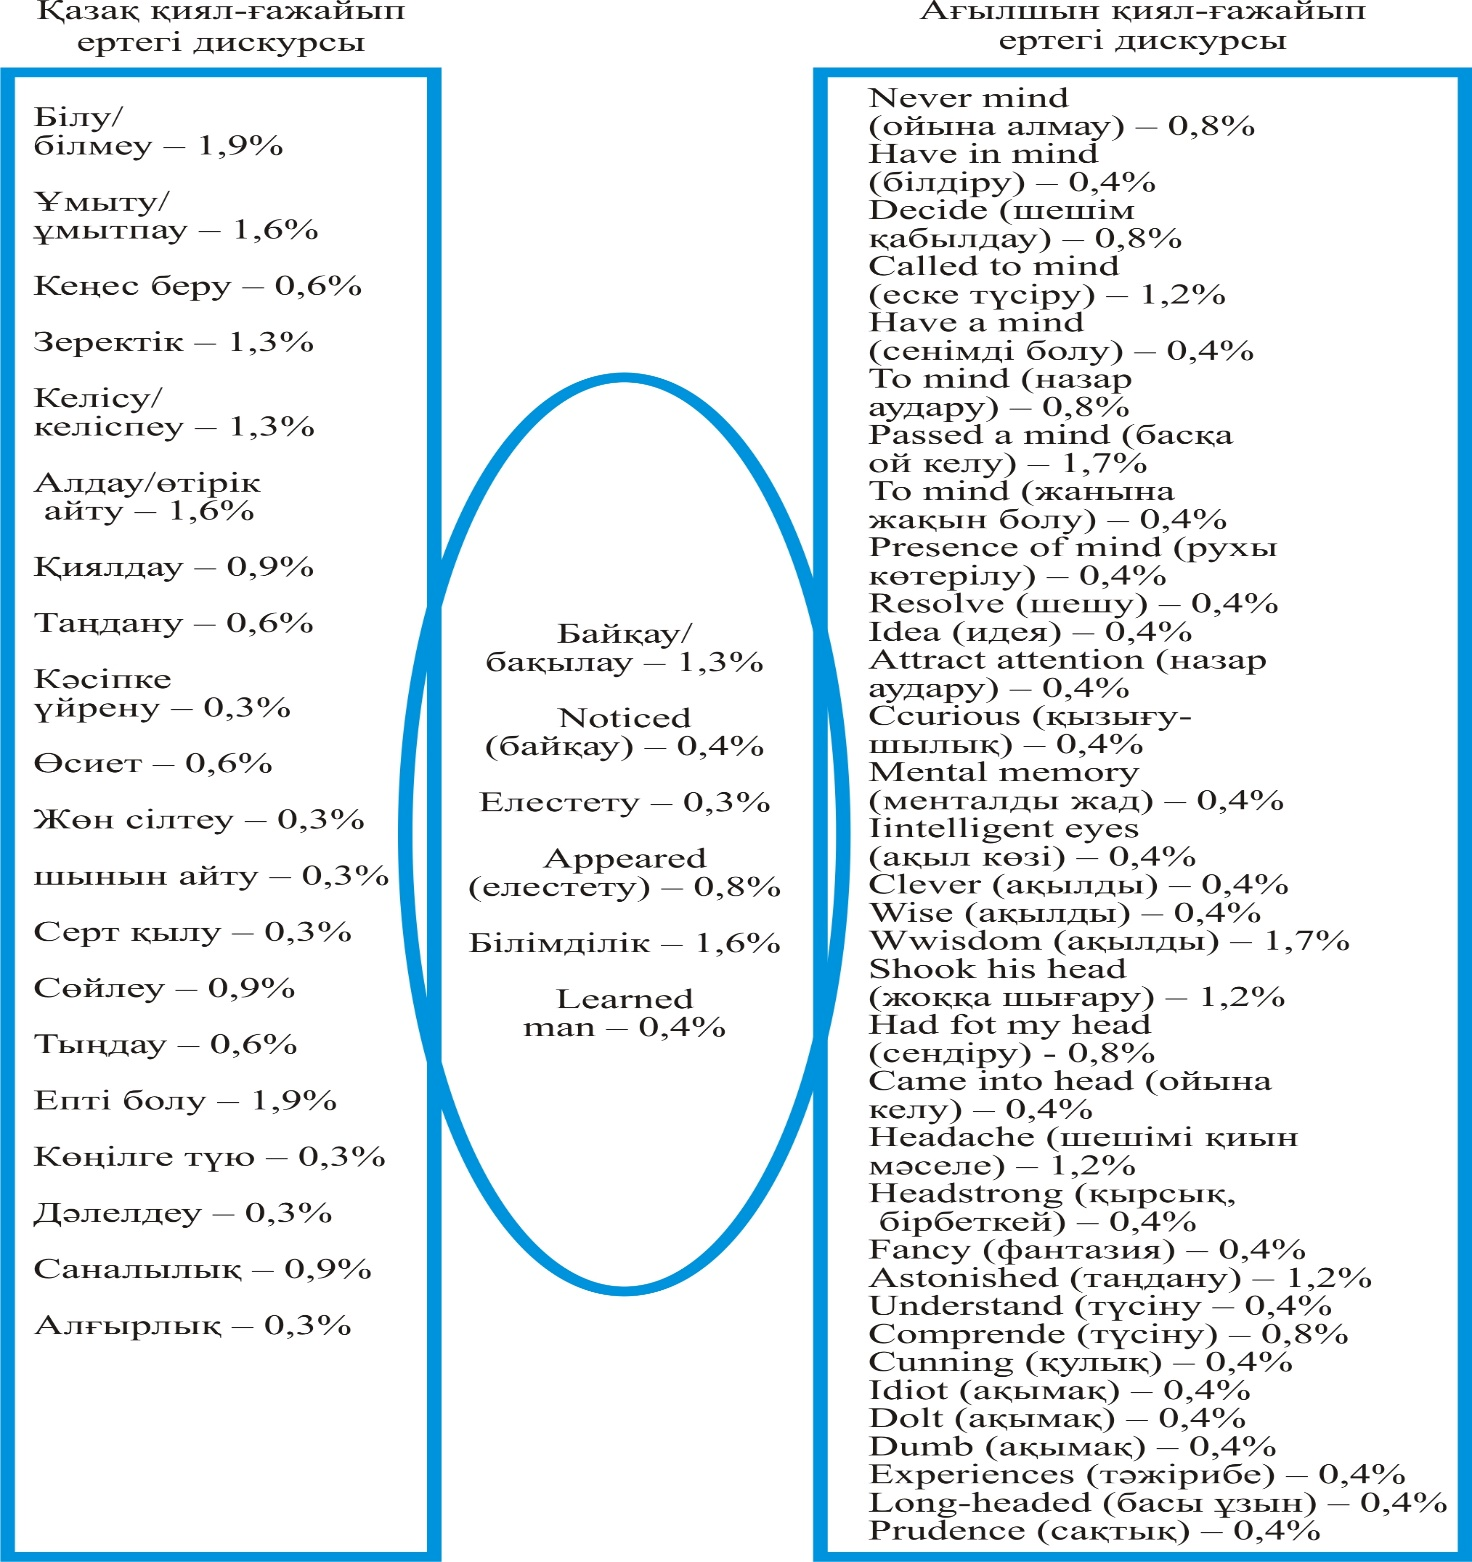 Қазақ қиял-ғажайып
ертегі дискурсы
Білу/
білмеу – 1,9%
Ұмыту/
ұмытпау – 1,6%
Кеңес беру – 0,6%
Зеректік – 1,3%
Келісу/
келіспеу – 1,3%
Алдау/өтірік
айту – 1,6%
Қиялдау – 0,9%
Таңдану – 0,6%
Кәсіпке
үйрену – 0,3%
Өсиет – 0,6%
Жөн сілтеу – 0,3%
шынын айту – 0,3%
Серт қылу – 0,3%
Сөйлеу – 0,9%
Тыңдау – 0,6%
Епті болу – 1,9%
Көңілге түю – 0,3%
Дәлелдеу – 0,3%
Саналылық – 0,9%
Алғырлық – 0,3%
Байқау/
бақылау – 1,3%
Noticed
(байқау) – 0,4%
Елестету – 0,3%
Appeared
(елестету) – 0,8%
Білімділік – 1,6%
Learned
man – 0,4%
Ағылшын қиял-ғажайып
ертегі дискурсы
Never mind
(ойына алмау) – 0,8%
Have in mind
(білдіру) – 0,4%
Decide (шешім
қабылдау) – 0,8%
Called to mind
(еске түсіру) – 1,2%
Have a mind
(сенімді болу) – 0,4%
To mind (назар
аудару) – 0,8%
Passed a mind (басқа
ой келу) – 1,7%
To mind (жанына
жақын болу) – 0,4%
Presence of mind (рухы
көтерілу) – 0,4%
Resolve (шешу) – 0,4%
Idea (идея) – 0,4%
Attract attention (назар
аудару) – 0,4%
Ccurious (қызығу-
шылық) – 0,4%
Mental memory
(менталды жад) – 0,4%
Iintelligent eyes
(ақыл көзі) – 0,4%
Clever (ақылды) – 0,4%
Wise (ақылды) – 0,4%
Wwisdom (ақылды) – 1,7%
Shook his head
(жоққа шығару) – 1,2%
Had fot my head
(сендіру) - 0,8%
Came into head (ойына
келу) – 0,4%
Headache (шешімі қиын
мәселе) – 1,2%
Headstrong (қырсық,
бірбеткей) – 0,4%
Fancy (фантазия) – 0,4%
Astonished (таңдану) – 1,2%
Understand (түсіну – 0,4%
Comprende (түсіну) – 0,8%
Cunning (қулық) – 0,4%
Idiot (ақымақ) – 0,4%
Dolt (ақымақ) – 0,4%
Dumb (ақымақ) – 0,4%
Experiences (тәжірибе) – 0,4%
Long-headed (басы ұзын) – 0,4%
Prudence (сақтық) – 0,4%